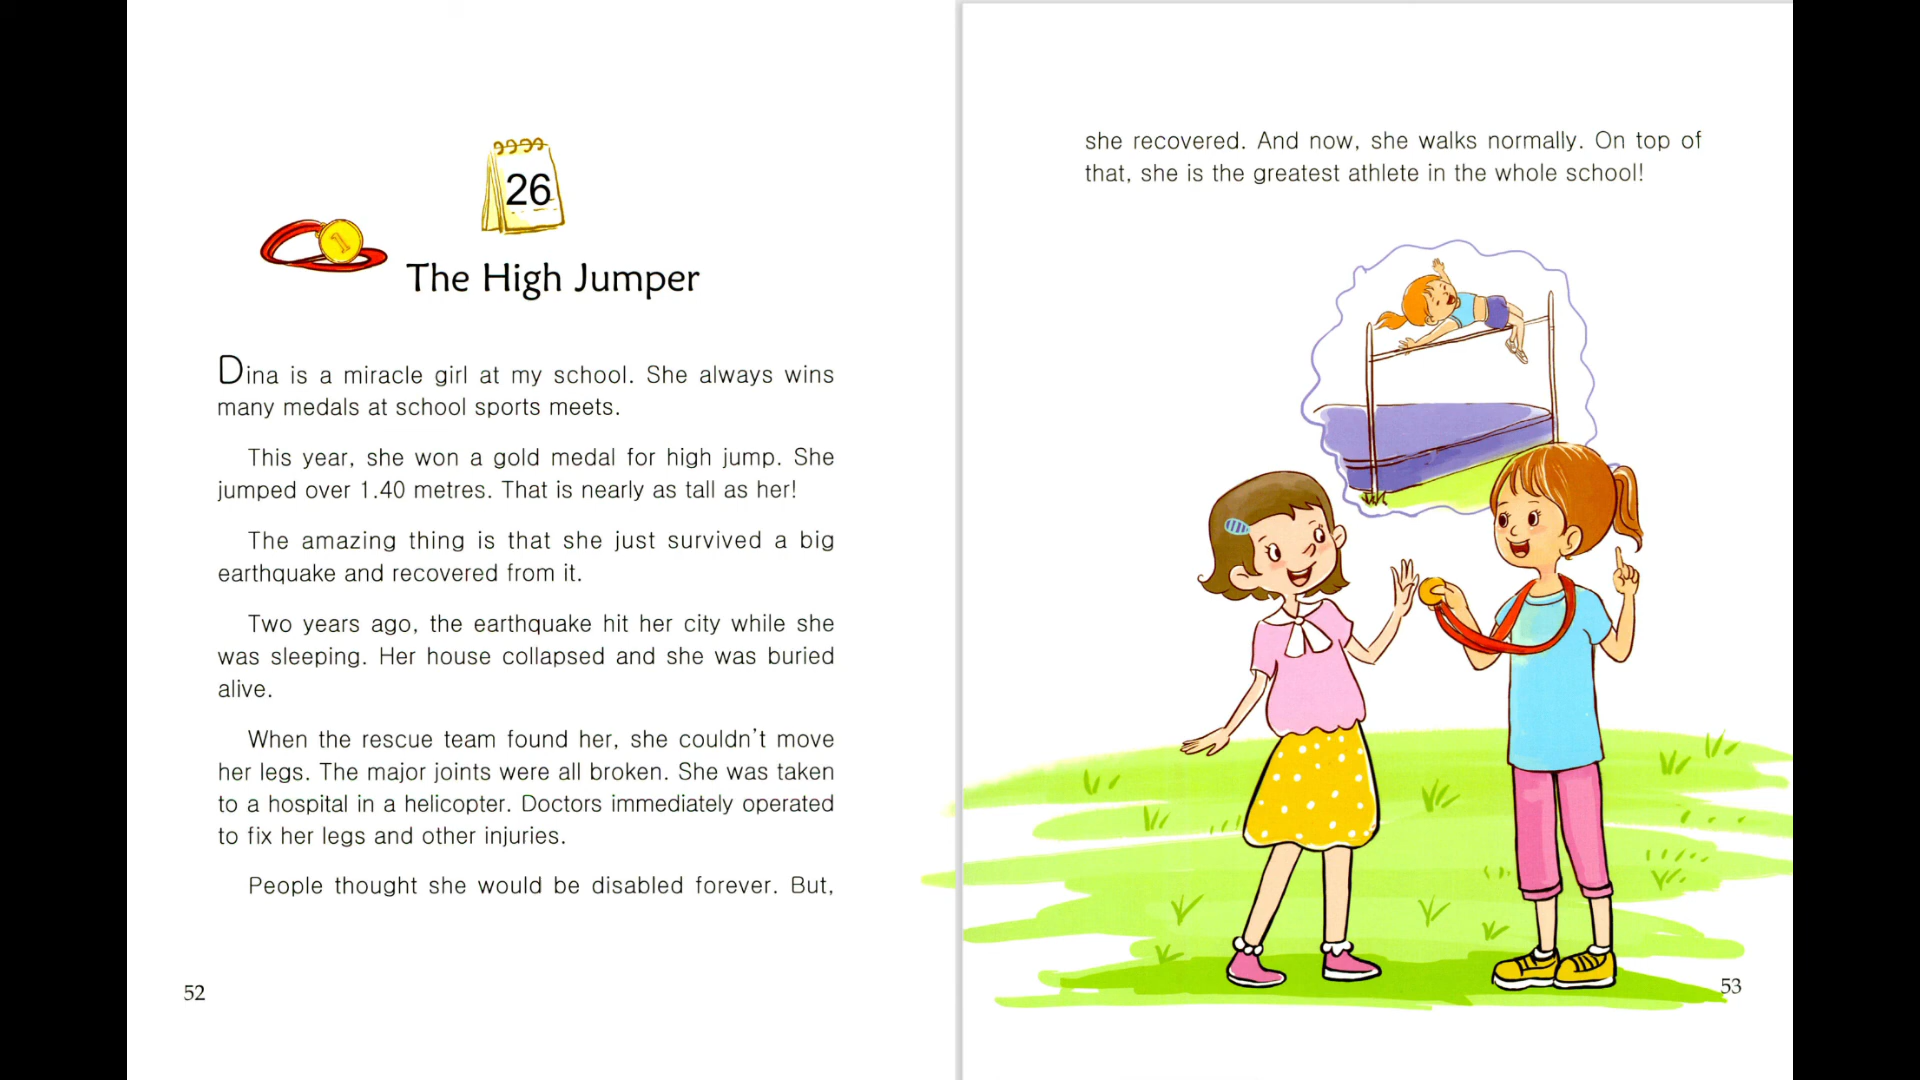 26
1
The High Jumper
Dina is a miracle girl at my school. She always wins
many medals at school sports meets.
This year, she won a gold medal for high jump. She
jumped over 1.40 metres. That is nearly as tall as her!
The amazing thing is that she just survived a big
earthquake and recovered from it.
Two years ago, the earthquake hit her city while she
was sleeping. Her house collapsed and she was buried
alive.
When the rescue team found her, she couldn't move
her legs. The major joints were all broken. She was taken
to a hospital in a helicopter. Doctors immediately operated
to fix her legs and other injuries.
People thought she would be disabled forever. But,
52
she recovered. And now, she walks normally. On top of
that, she is the greatest athlete in the whole school!
53